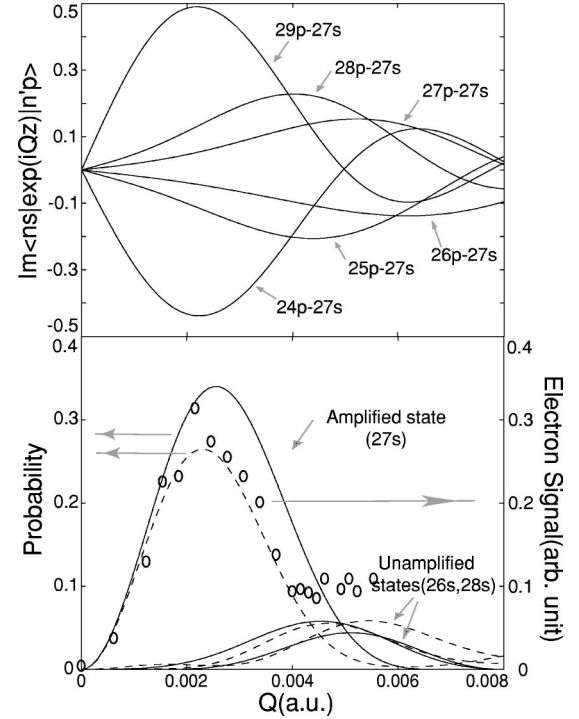 0.5
0.3
0.1
-0.1
-0.3
-0.5
Im<ns|exp(iQz)|n'p>
29p-27s
28p-27s
27p-27s
26p-27s
25p-27s
24p-27s
0.4
0.3
0.2
0.1
0
Probability
0.4
0.3
0.2
0.1
0
Electron Signal(arb. unit)
Amplified state
(27s)
Unamplified
states(26s,28s)
0
0.002
0.004
0.006
0.008
Q(a.u.)